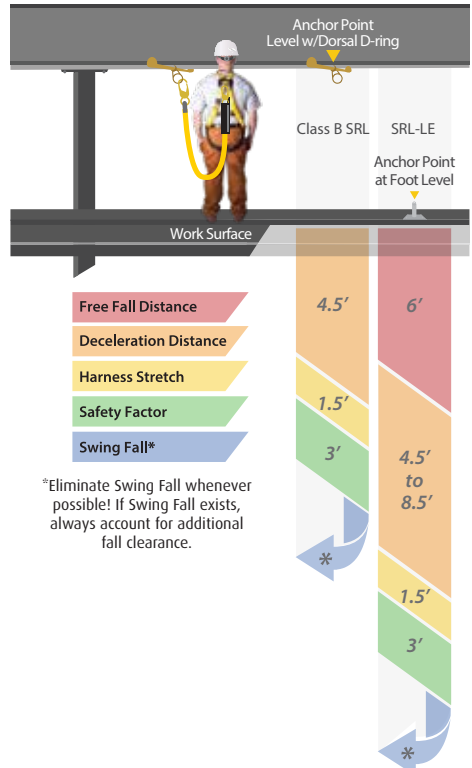 Anchor Point
Level w/Dorsal D-ring
Class B SRL
SRL-LE
Anchor Point
at Foot Level
Work Surface
Free Fall Distance
Deceleration Distance
Harness Stretch
Safety Factor
Swing Fall*
*Eliminate Swing Fall whenever
possible! If Swing Fall exists,
always account for additional
fall clearance.
4.5’
1.5’
3’
*
6’
4.5’
to
8.5’
1.5’
3’
*